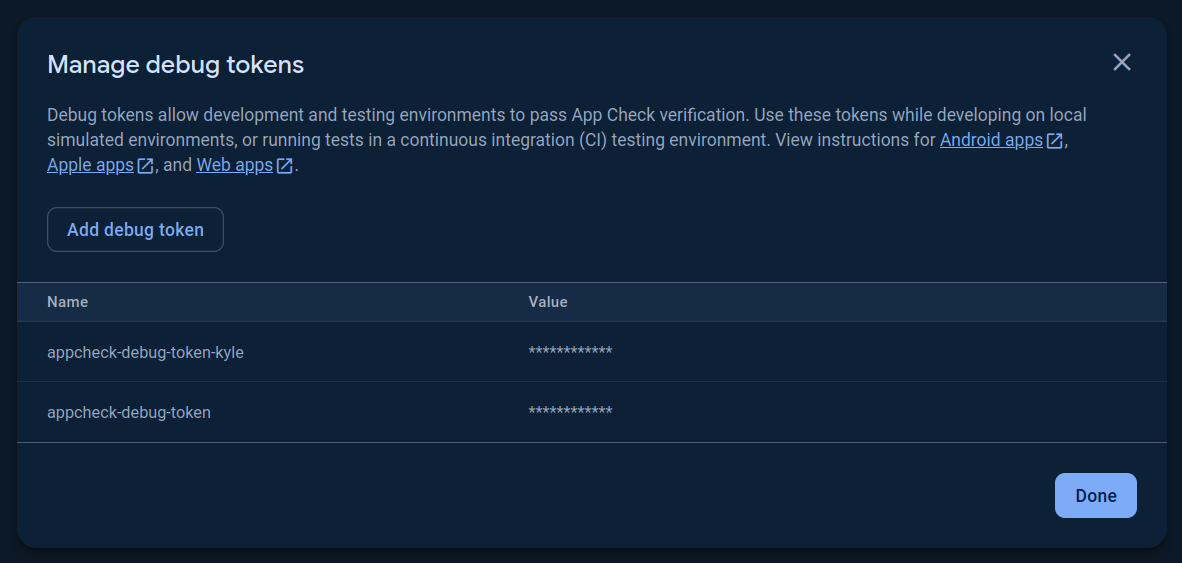 Manage debug tokens
Debug tokens allow development and testing environments to pass App Check verification. Use these tokens while developing on local
simulated environments, or running tests in a continuous integration (CI) testing environment. View instructions for Android apps,
Apple apps, and Web apps.
Add debug token
Name Value
appcheck-debug-token-kyle ************
appcheck-debug-token ************
Done